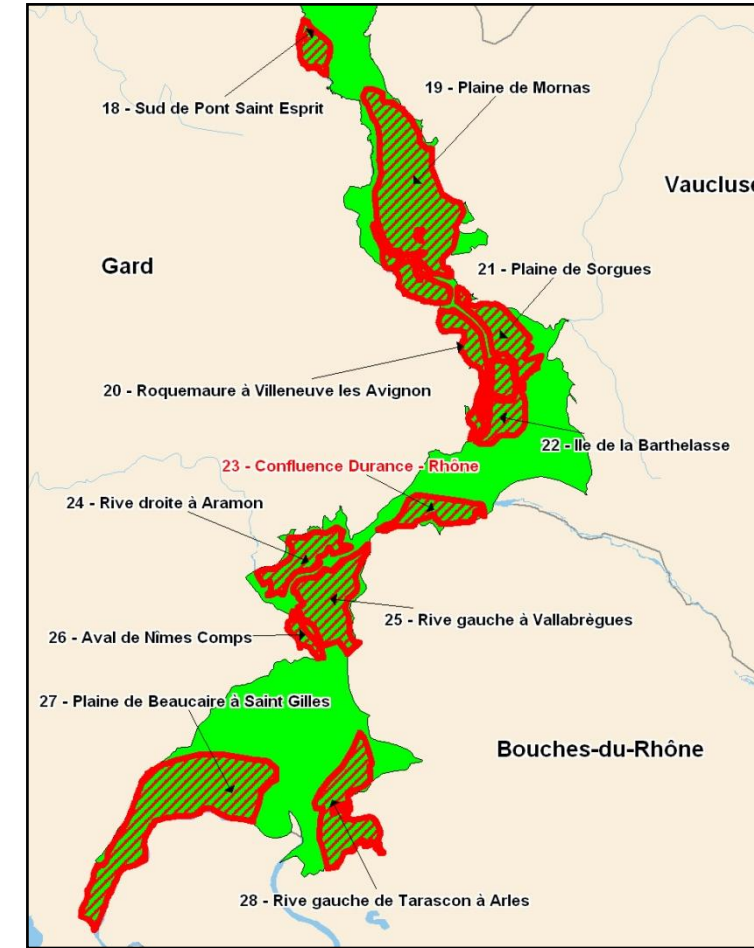 18 - Sud de Pont Saint Esprit
19 - Plaine de Mornas
Vaucluse
Gard
21 - Plaine de Sorgues
20 - Roquemaure à Villeneuve les Avignon
22 - Ile de la Barthelasse
23 - Confluence Durance - Rhône
24 - Rive droite à Aramon
25 - Rive gauche à Vallabrègues
26 - Aval de Nîmes Comps
27 - Plaine de Beaucaire à Saint Gilles
Bouches-du-Rhône
28 - Rive gauche de Tarascon à Arles